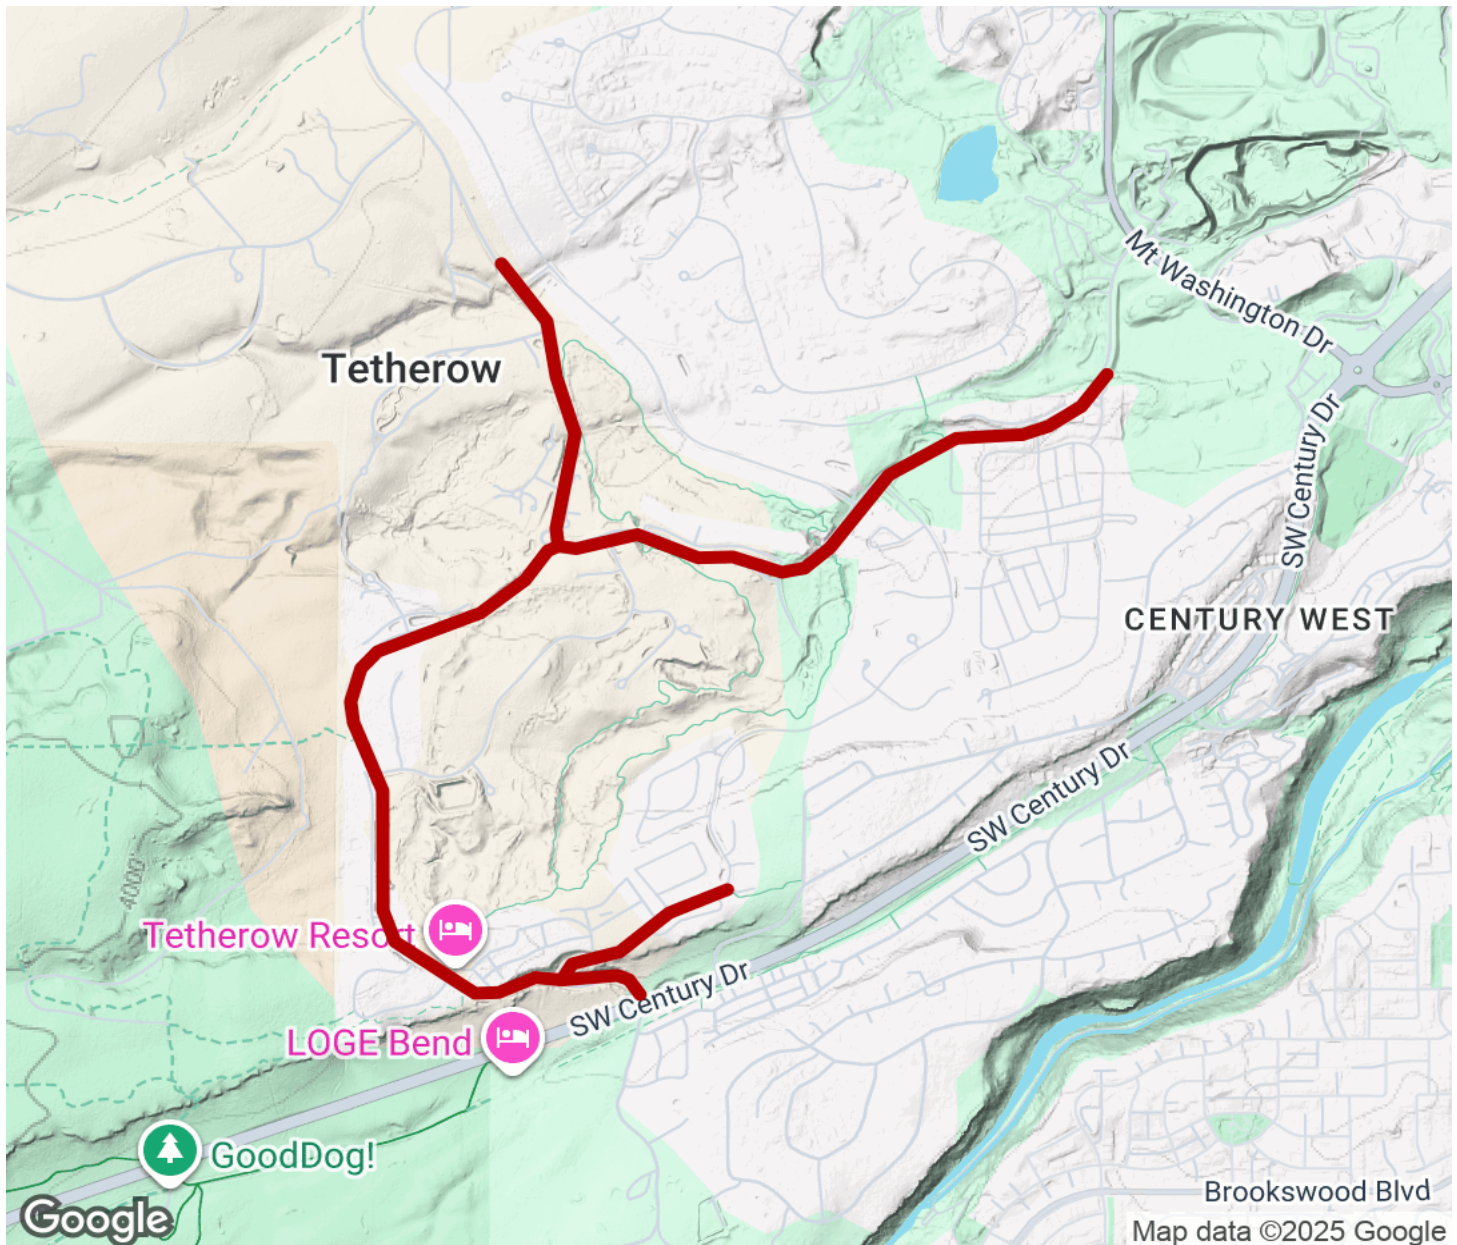 Mt Washington Dr
Tetherow
SW Century Dr
CENTURY WEST
SW Century Dr
4000
Tetherow Resort
SW Century Dr
LOGE Bend
GoodDog!
Brookswood Blvd
Google
Map data ©2025 Google